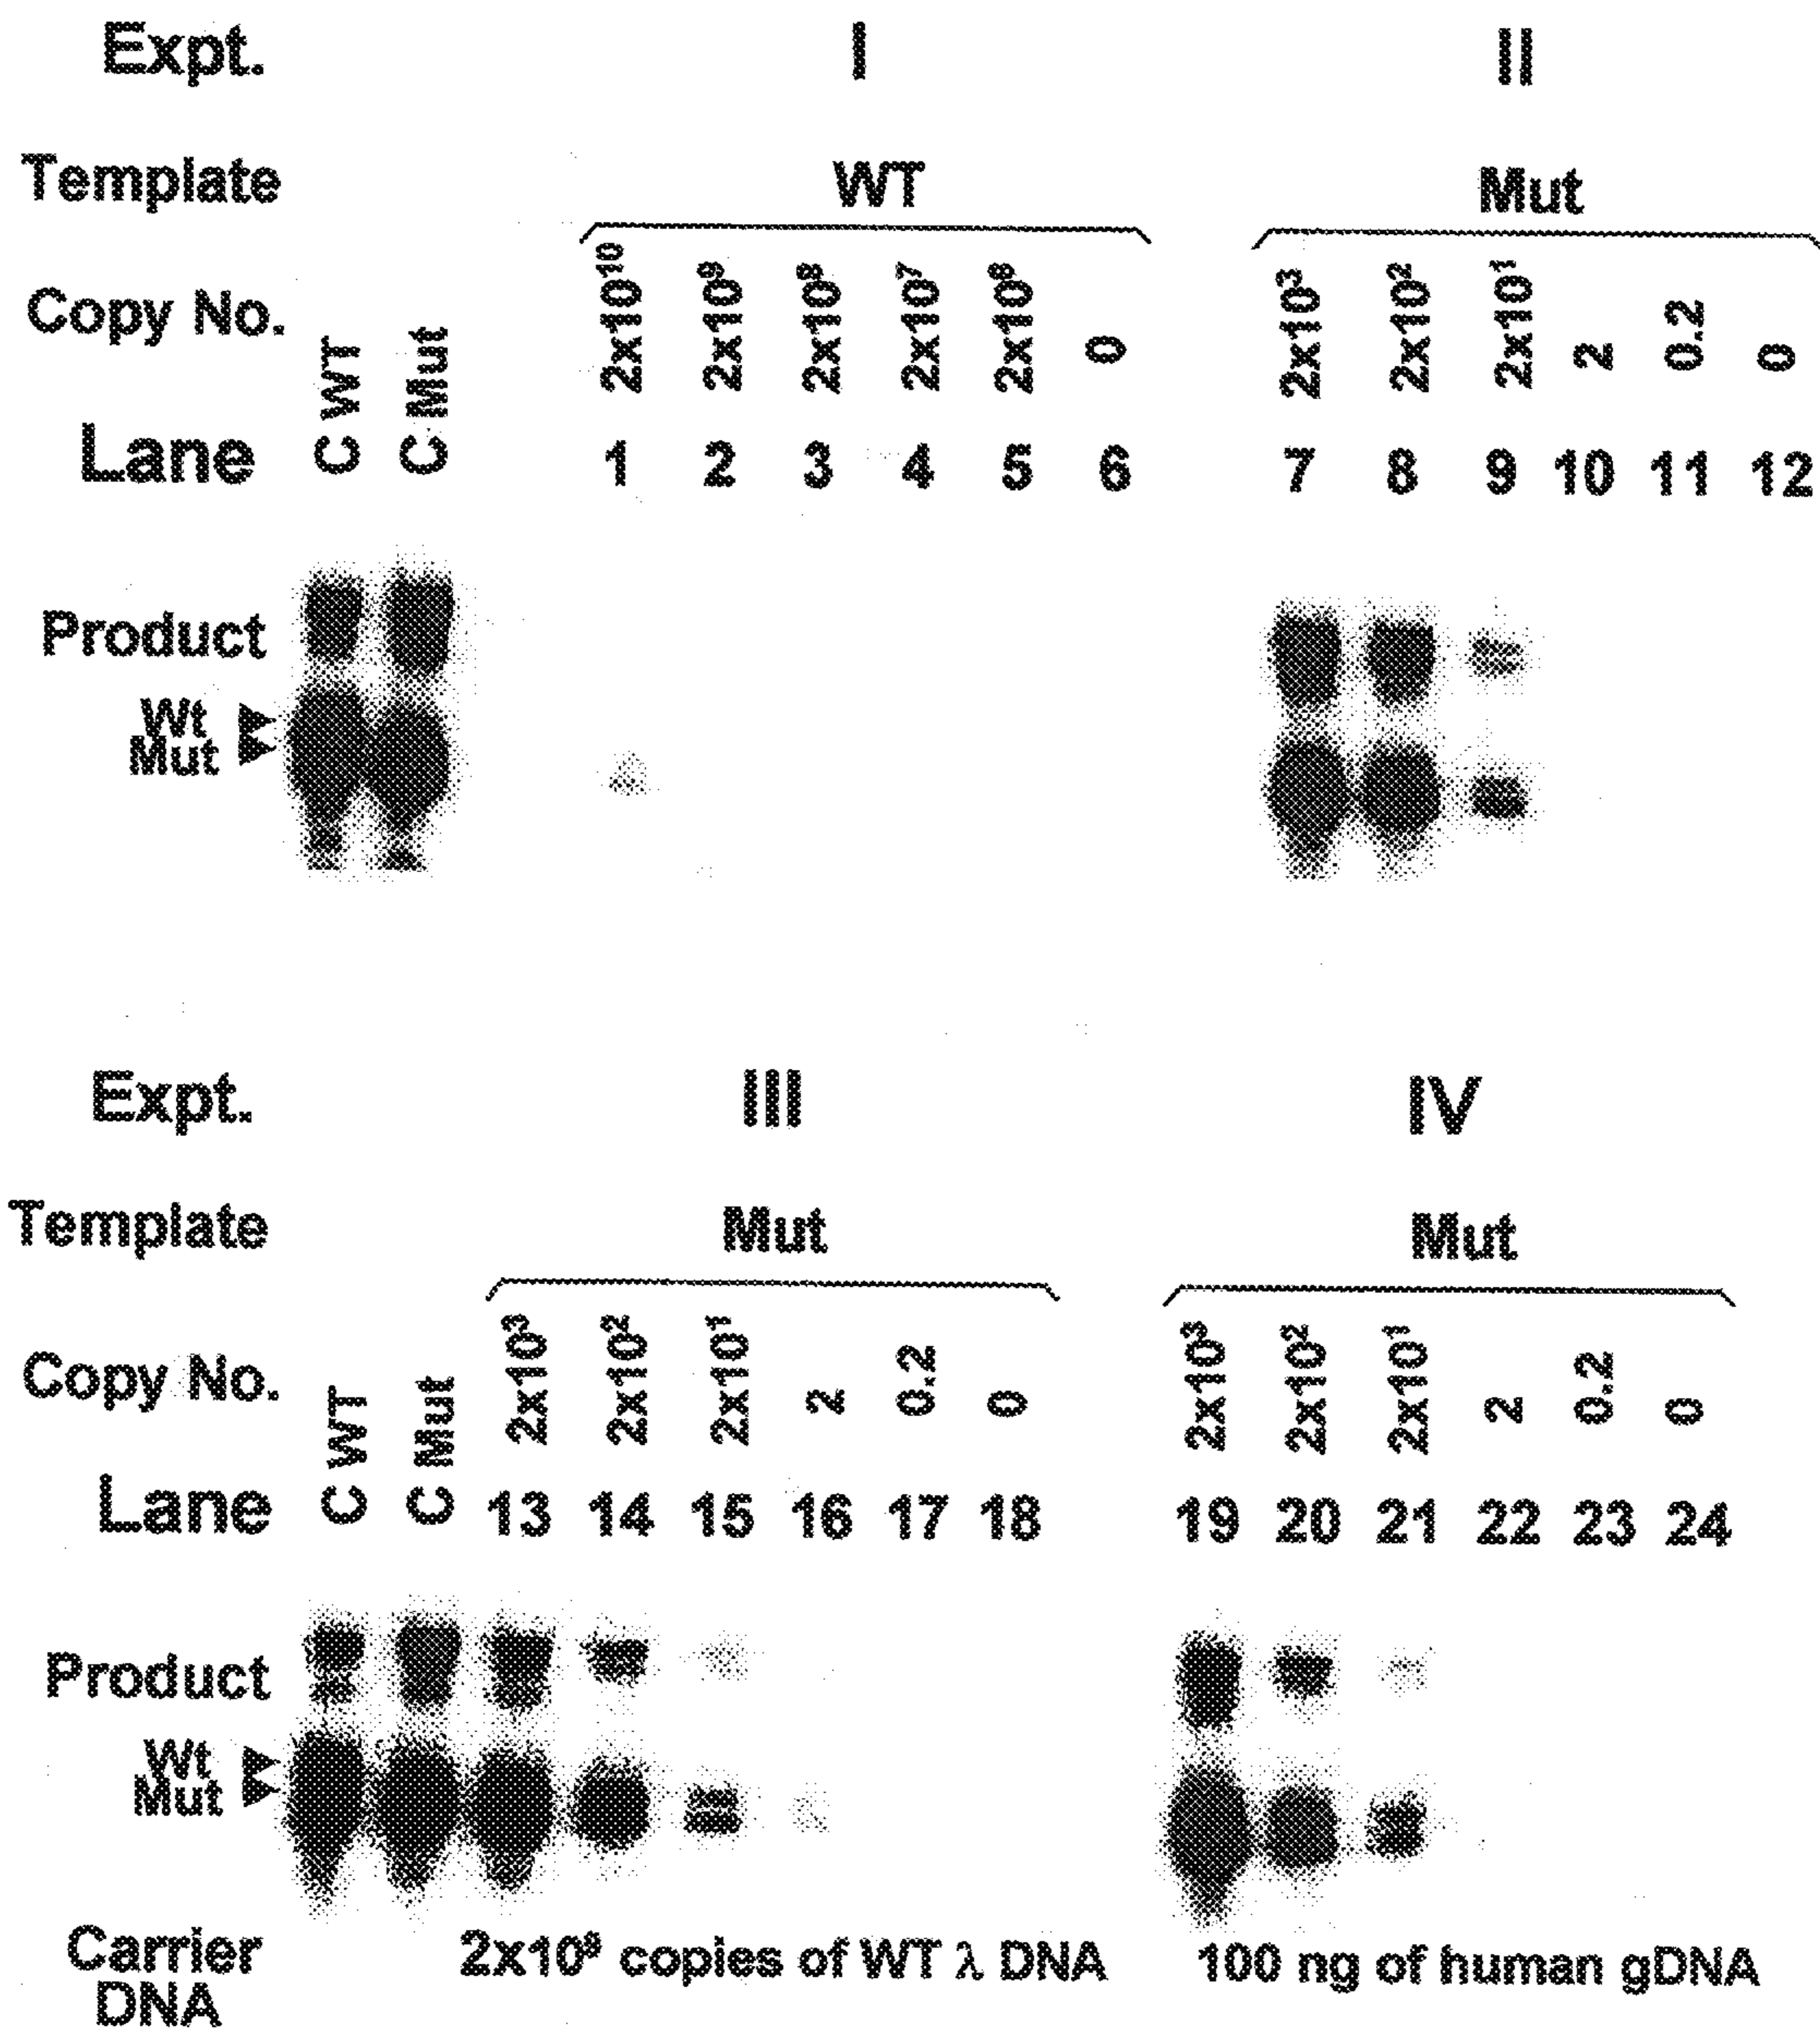 Expt. I II
Template WT Mut
Copy No. C WT C Mut 2x10¹⁰ 2x10⁹ 2x10⁸ 2x10⁷ 2x10⁶ 0 2x10³ 2x10² 2x10¹ 2 0.2 0
Lane 1 2 3 4 5 6 7 8 9 10 11 12
Product
Wt
Mut
Expt. III IV
Template Mut Mut
Copy No. C WT C Mut 2x10³ 2x10² 2x10¹ 2 0.2 0 2x10³ 2x10² 2x10¹ 2 0.2 0
Lane 13 14 15 16 17 18 19 20 21 22 23 24
Product
Wt
Mut
Carrier DNA
copies of WT λ DNA 100 ng of human gDNA